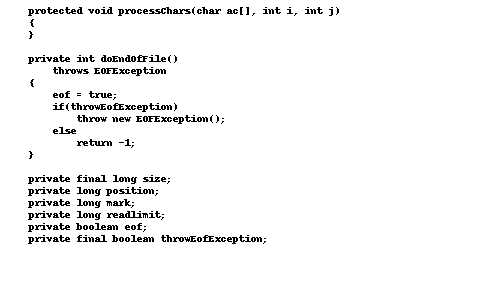 protected void processChars(char ac[], int i, int j)
{
}
private int doEndOfFile()
throws EOFException
{
eof = true;
if(throwEofException)
throw new EOFException();
else
return -1;
}
private final long size;
private long position;
private long mark;
private long readlimit;
private boolean eof;
private final boolean throwEofException;